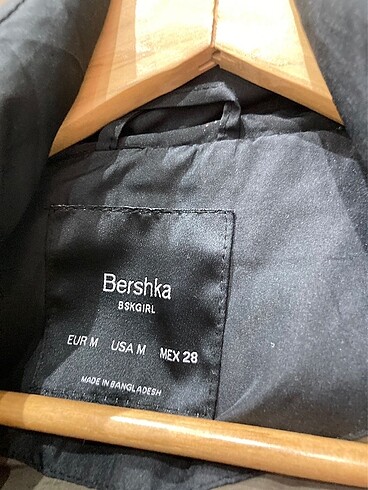 Bershka
BSKGIRL
EUR M USA M MEX 28
MADE IN BANGLADESH